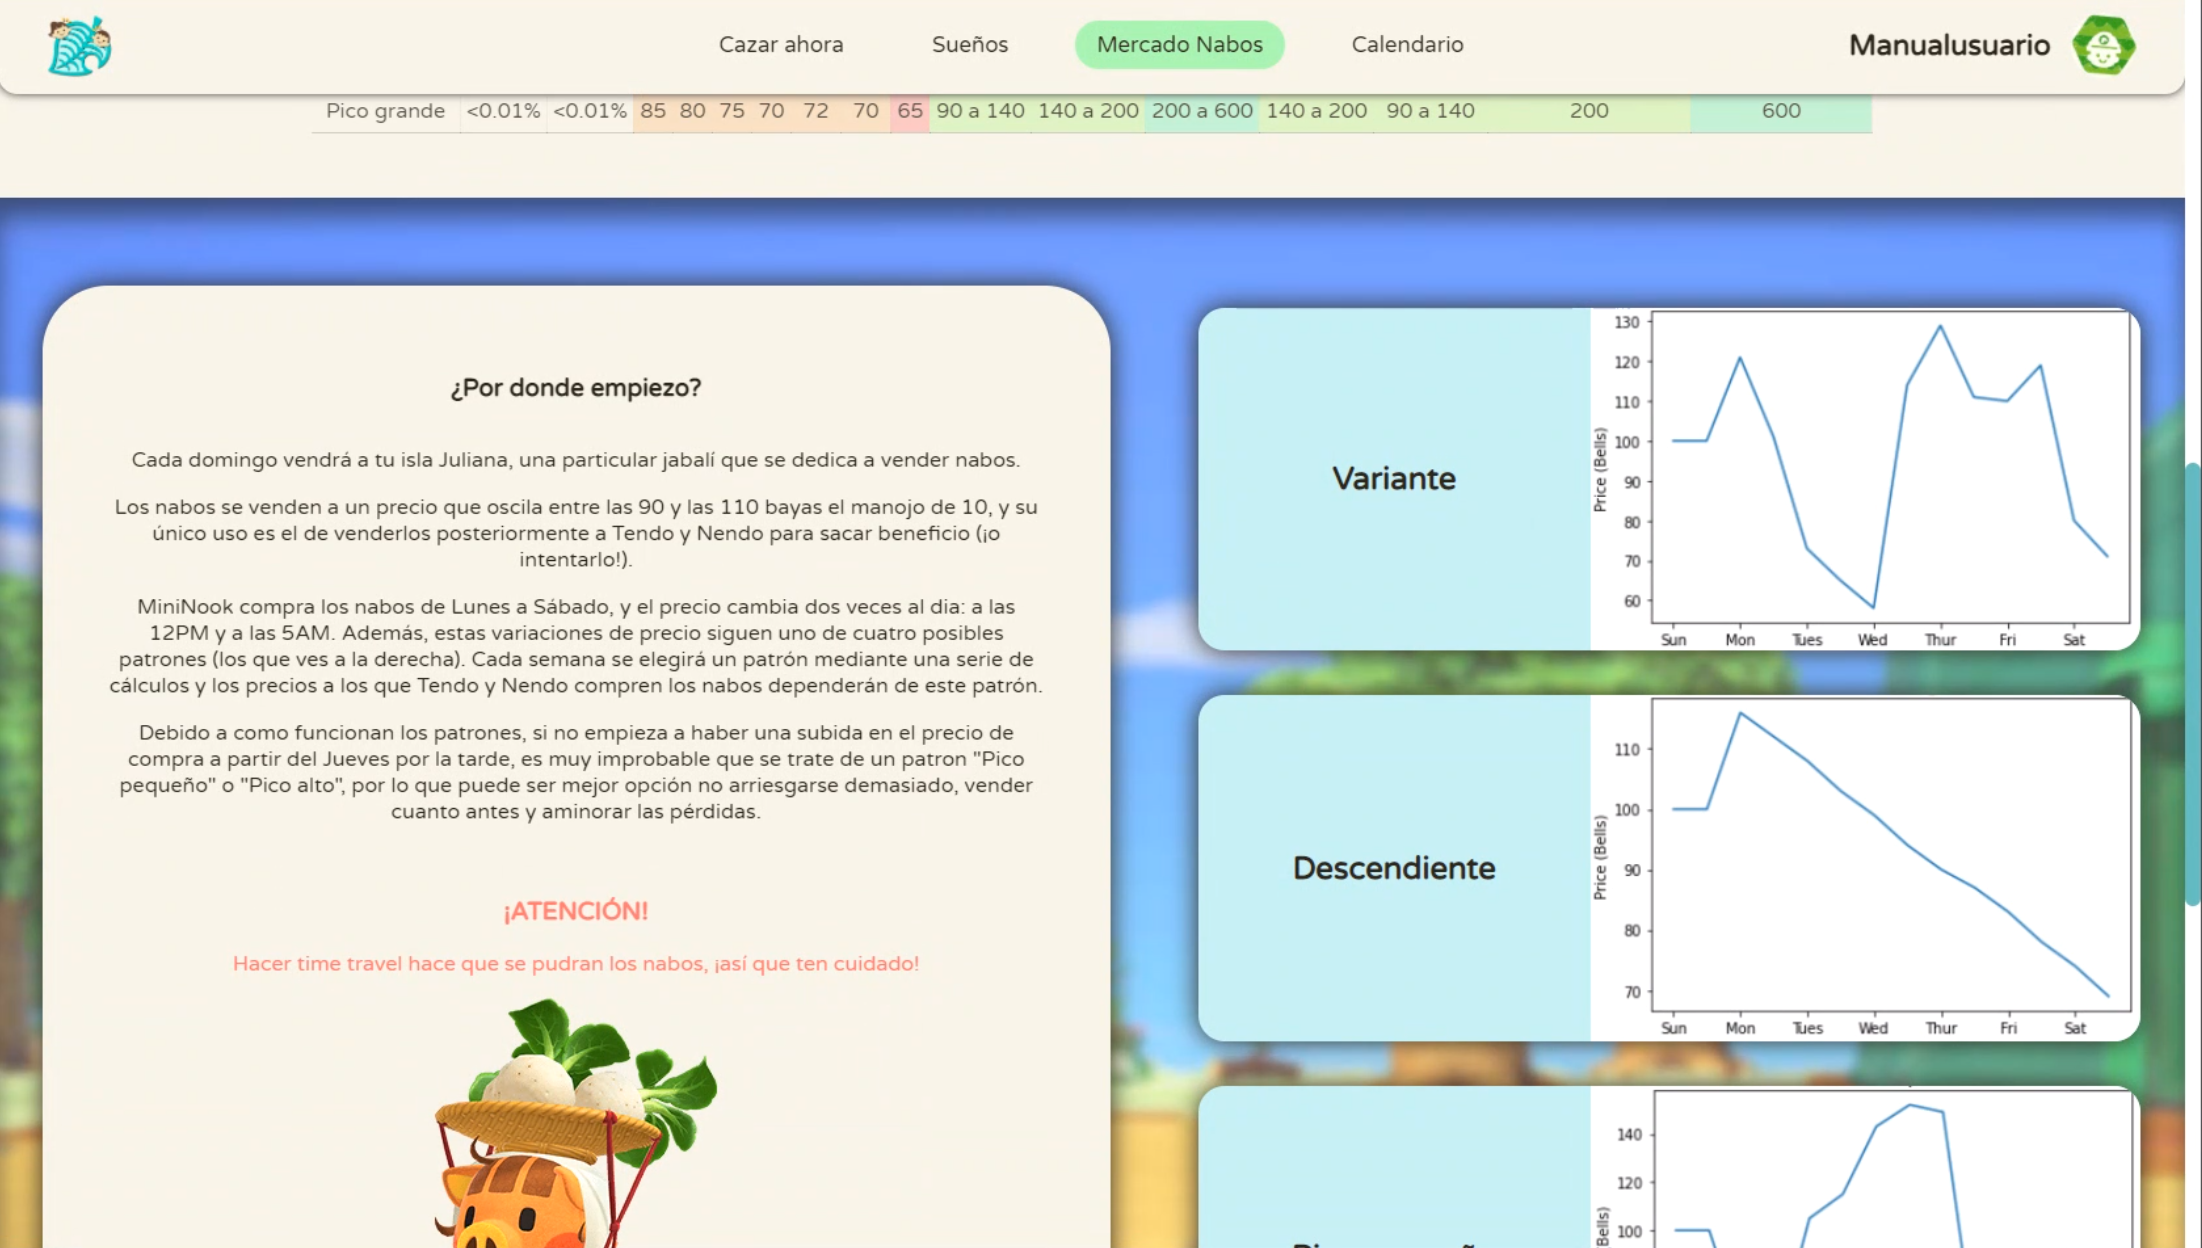 Cazar ahora Sueños Mercado Nabos Calendario Manualusuario
Pico grande <0.01% <0.01% 85 80 75 70 72 70 65 90 a 140 140 a 200 200 a 600 140 a 200 90 a 140 200 600
¿Por donde empiezo?
Cada domingo vendrá a tu isla Juliana, una particular jabalí que se dedica a vender nabos.
Los nabos se venden a un precio que oscila entre las 90 y las 110 bayas el manojo de 10, y su
único uso es el de venderlos posteriormente a Tendo y Nendo para sacar beneficio (¡o
intentarlo!).
MiniNook compra los nabos de Lunes a Sábado, y el precio cambia dos veces al dia: a las
12PM y a las 5AM. Además, estas variaciones de precio siguen uno de cuatro posibles
patrones (los que ves a la derecha). Cada semana se elegirá un patrón mediante una serie de
cálculos y los precios a los que Tendo y Nendo compren los nabos dependerán de este patrón.
Debido a como funcionan los patrones, si no empieza a haber una subida en el precio de
compra a partir del Jueves por la tarde, es muy improbable que se trate de un patron "Pico
pequeño" o "Pico alto", por lo que puede ser mejor opción no arriesgarse demasiado, vender
cuanto antes y aminorar las pérdidas.
¡ATENCIÓN!
Hacer time travel hace que se pudran los nabos, ¡así que ten cuidado!
Variante
Price (Bells)
130
120
110
100
90
80
70
60
Sun Mon Tues Wed Thur Fri Sat
Descendiente
Price (Bells)
110
100
90
80
70
Sun Mon Tues Wed Thur Fri Sat
140
120
100
(Bells)